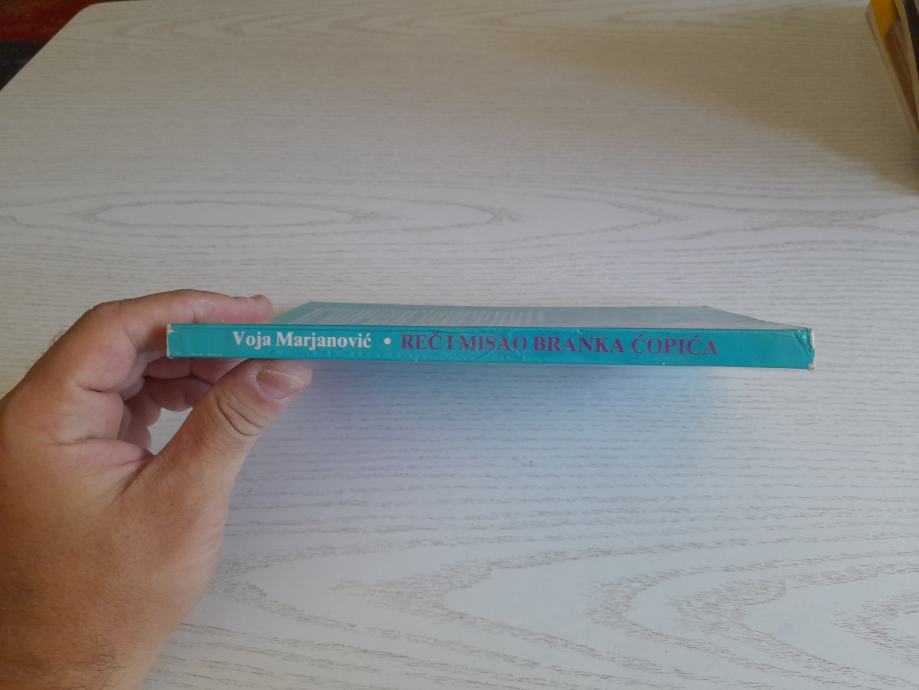 Voja Marjanović • REČ I MISAO BRANKA ĆOPIĆA